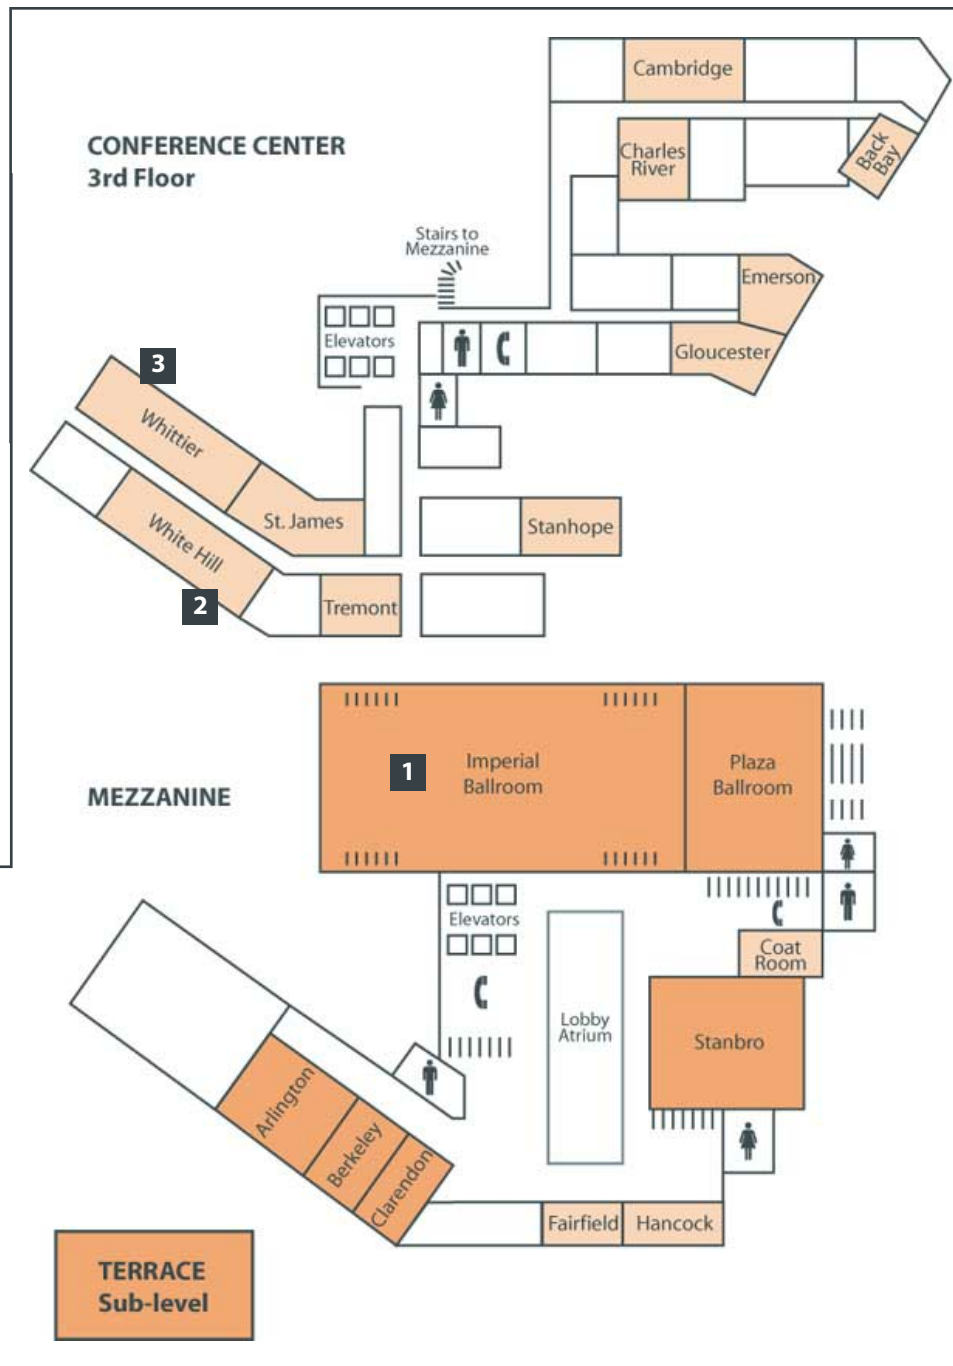 CONFERENCE CENTER
3rd Floor
Cambridge
Charles
River
Back
Bay
Stairs to
Mezzanine
Emerson
Elevators
Gloucester
3
Whittier
St. James
White Hill
Stanhope
2
Tremont
MEZZANINE
1
Imperial
Ballroom
Plaza
Ballroom
Elevators
Coat
Room
Lobby
Atrium
Stanbro
Arlington
Berkeley
Clarendon
Fairfield
Hancock
TERRACE
Sub-level